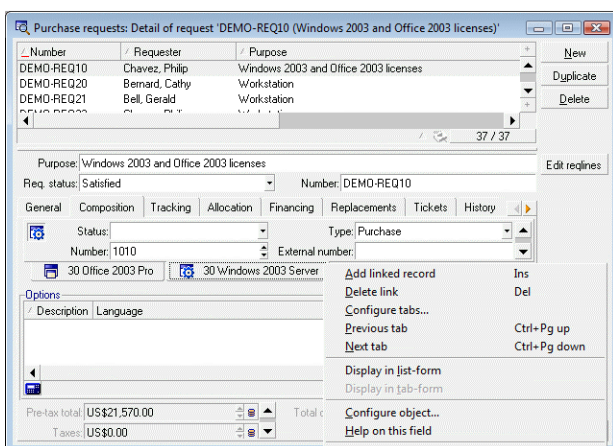 Purchase requests: Detail of request 'DEMO-REQ10 (Windows 2003 and Office 2003 licenses)'
Number Requester Purpose
DEMO-REQ10 Chavez, Philip Windows 2003 and Office 2003 licenses
DEMO-REQ20 Bernard, Cathy Workstation
DEMO-REQ21 Bell, Gerald Workstation
37 / 37
New
Duplicate
Delete
Edit reqlines
Purpose: Windows 2003 and Office 2003 licenses
Req. status: Satisfied Number: DEMO-REQ10
General Composition Tracking Allocation Financing Replacements Tickets History
Status: Type: Purchase
Number: 1010 External number:
30 Office 2003 Pro 30 Windows 2003 Server
Options
Description Language
Add linked record Ins
Delete link Del
Configure tabs...
Previous tab Ctrl+Pg up
Next tab Ctrl+Pg down
Display in list-form
Display in tab-form
Configure object...
Help on this field
Pre-tax total: US$21,570.00 Total
Taxes: US$0.00